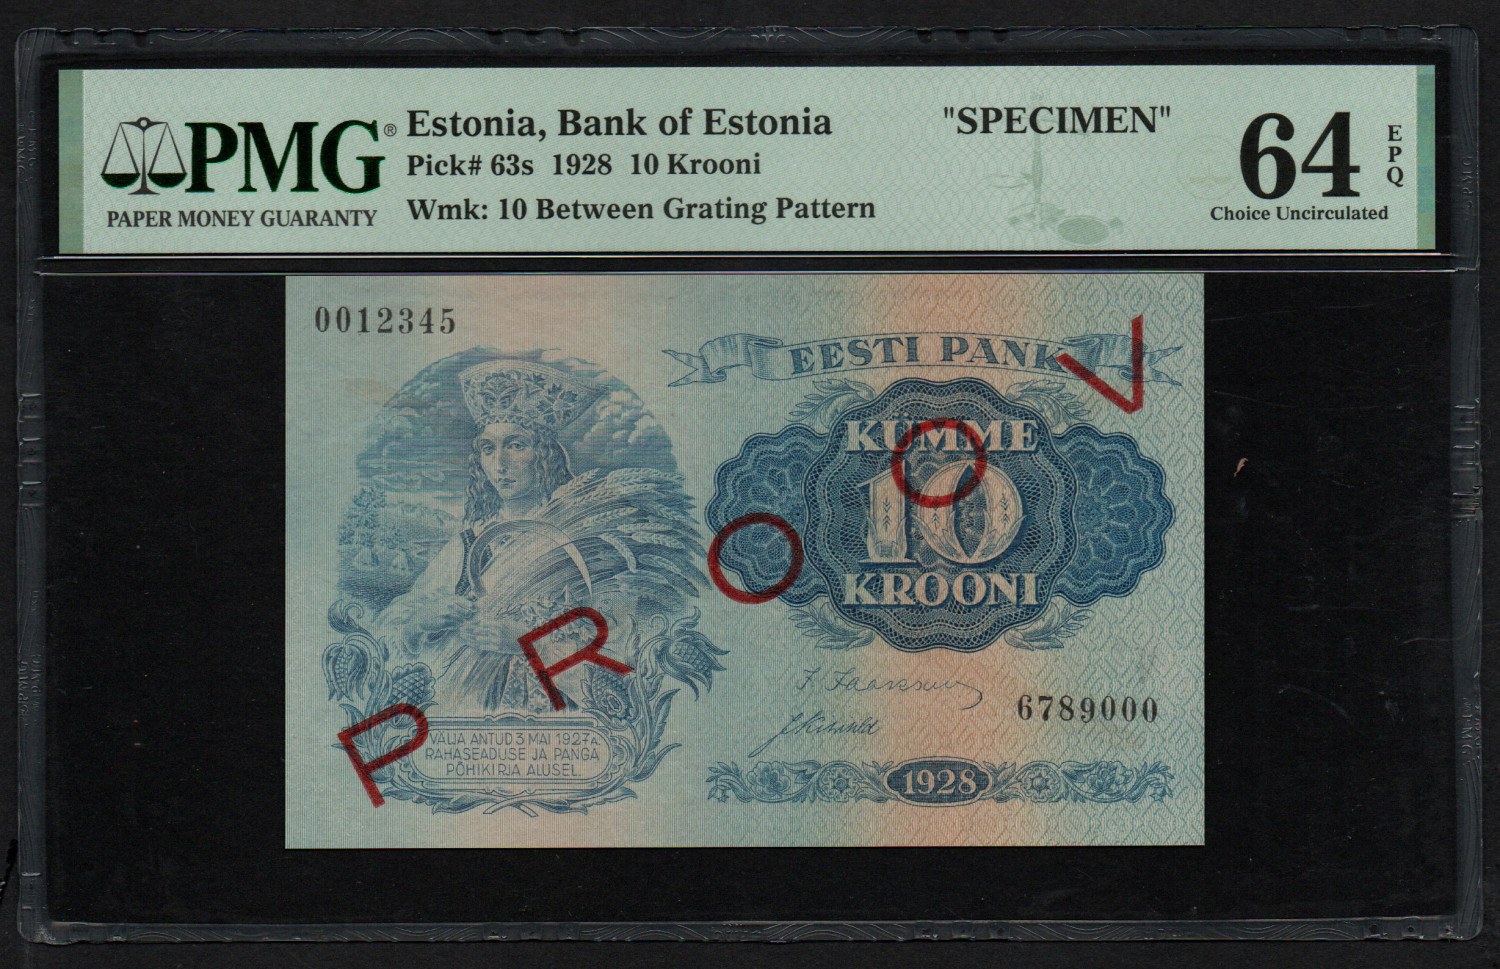 PMG®
PAPER MONEY GUARANTY
Estonia, Bank of Estonia
Pick# 63s 1928 10 Krooni
Wmk: 10 Between Grating Pattern
"SPECIMEN"
64
EPQ
Choice Uncirculated
0012345
EESTI PANK
KÜMME
10
KROONI
PROOV
6789000
VÄLJA ANTUD 3 MAI 1927 A.
RAHASEADUSE JA PANGA
PÕHIKIRJA ALUSEL.
1928